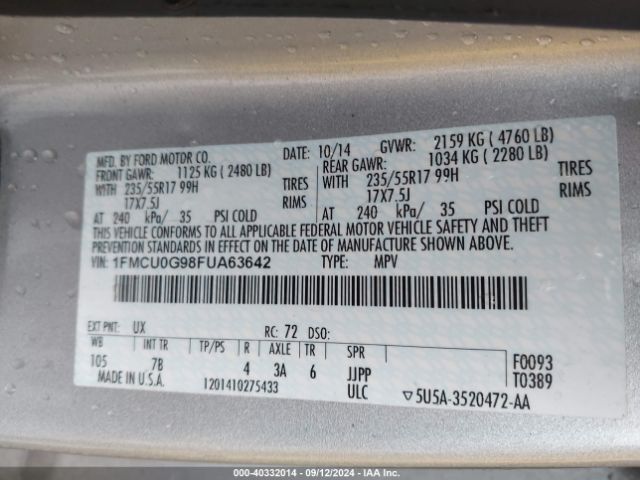 MFD. BY FORD MOTOR CO. DATE: 10/14 GVWR: 2159 KG ( 4760 LB)
FRONT GAWR: 1125 KG ( 2480 LB) REAR GAWR: 1034 KG ( 2280 LB)
WITH 235/55R17 99H TIRES WITH 235/55R17 99H TIRES
17X7.5J RIMS 17X7.5J RIMS
AT 240 kPa/ 35 PSI COLD AT 240 kPa/ 35 PSI COLD
THIS VEHICLE CONFORMS TO ALL APPLICABLE FEDERAL MOTOR VEHICLE SAFETY AND THEFT
PREVENTION STANDARDS IN EFFECT ON THE DATE OF MANUFACTURE SHOWN ABOVE.
VIN: 1FMCU0G98FUA63642 TYPE: MPV
EXT PNT: UX RC: 72 DSO:
WB INT TR TP/PS R AXLE TR SPR F0093
105 7B 4 3A 6 JJPP T0389
MADE IN U.S.A. 1201410275433 ULC ▽5U5A-3520472-AA
000-40332014 - 09/12/2024 - IAA Inc.